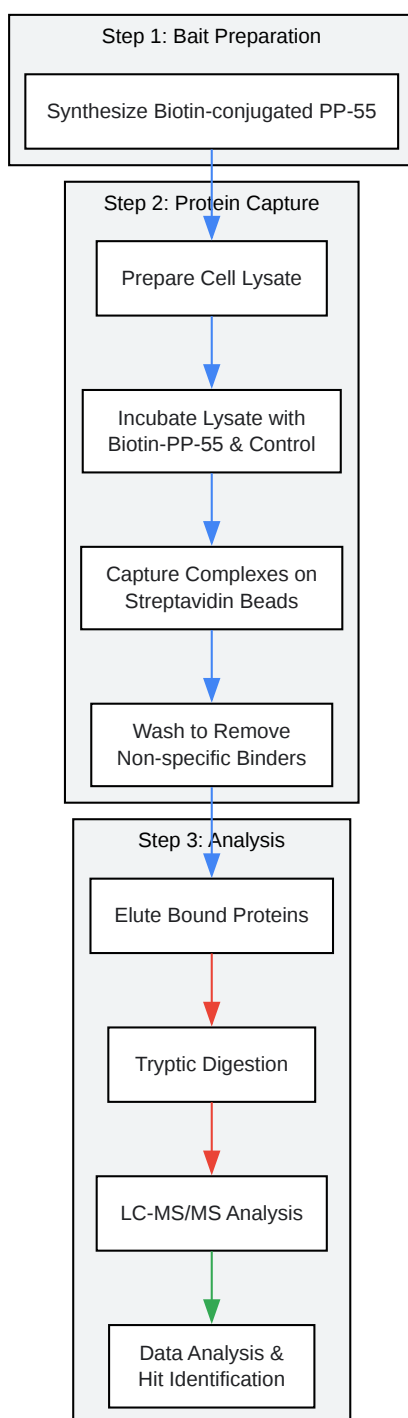 Step 1: Bait Preparation
Synthesize Biotin-conjugated PP-55
Step 2: Protein Capture
Prepare Cell Lysate
Incubate Lysate with
Biotin-PP-55 & Control
Capture Complexes on
Streptavidin Beads
Wash to Remove
Non-specific Binders
Step 3: Analysis
Elute Bound Proteins
Tryptic Digestion
LC-MS/MS Analysis
Data Analysis &
Hit Identification